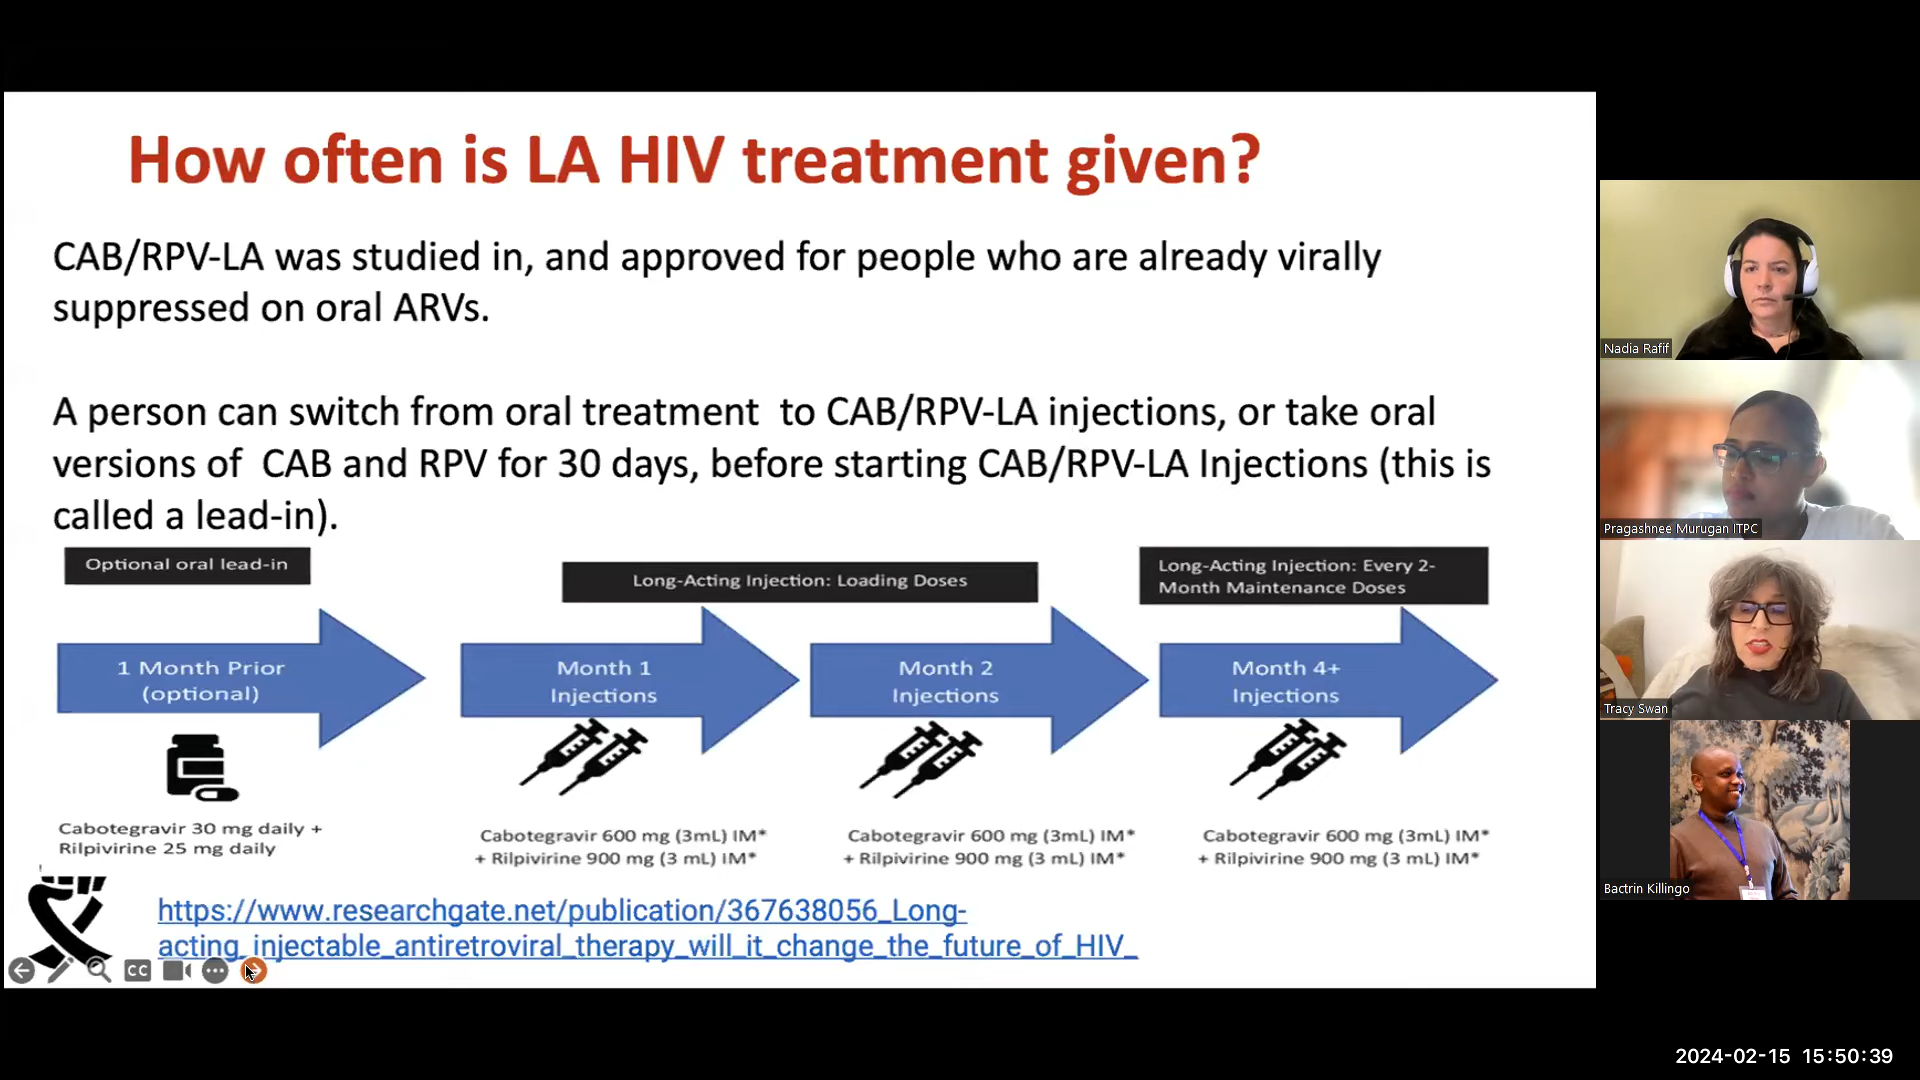 How often is LA HIV treatment given?
CAB/RPV-LA was studied in, and approved for people who are already virally
suppressed on oral ARVs.
A person can switch from oral treatment to CAB/RPV-LA injections, or take oral
versions of CAB and RPV for 30 days, before starting CAB/RPV-LA Injections (this is
called a lead-in).
Optional oral lead-in
Long-Acting Injection: Loading Doses
Long-Acting Injection: Every 2-
Month Maintenance Doses
1 Month Prior
(optional)
Month 1
Injections
Month 2
Injections
Month 4+
Injections
Cabotegravir 30 mg daily +
Rilpivirine 25 mg daily
Cabotegravir 600 mg (3mL) IM*
+ Rilpivirine 900 mg (3 mL) IM*
Cabotegravir 600 mg (3mL) IM*
+ Rilpivirine 900 mg (3 mL) IM*
Cabotegravir 600 mg (3mL) IM*
+ Rilpivirine 900 mg (3 mL) IM*
https://www.researchgate.net/publication/367638056_Long-
acting_injectable_antiretroviral_therapy_will_it_change_the_future_of_HIV_
CC
Nadia Rafif
Pragashnee Murugan ITPC
Tracy Swan
Bactrin Killingo
2024-02-15 15:50:39